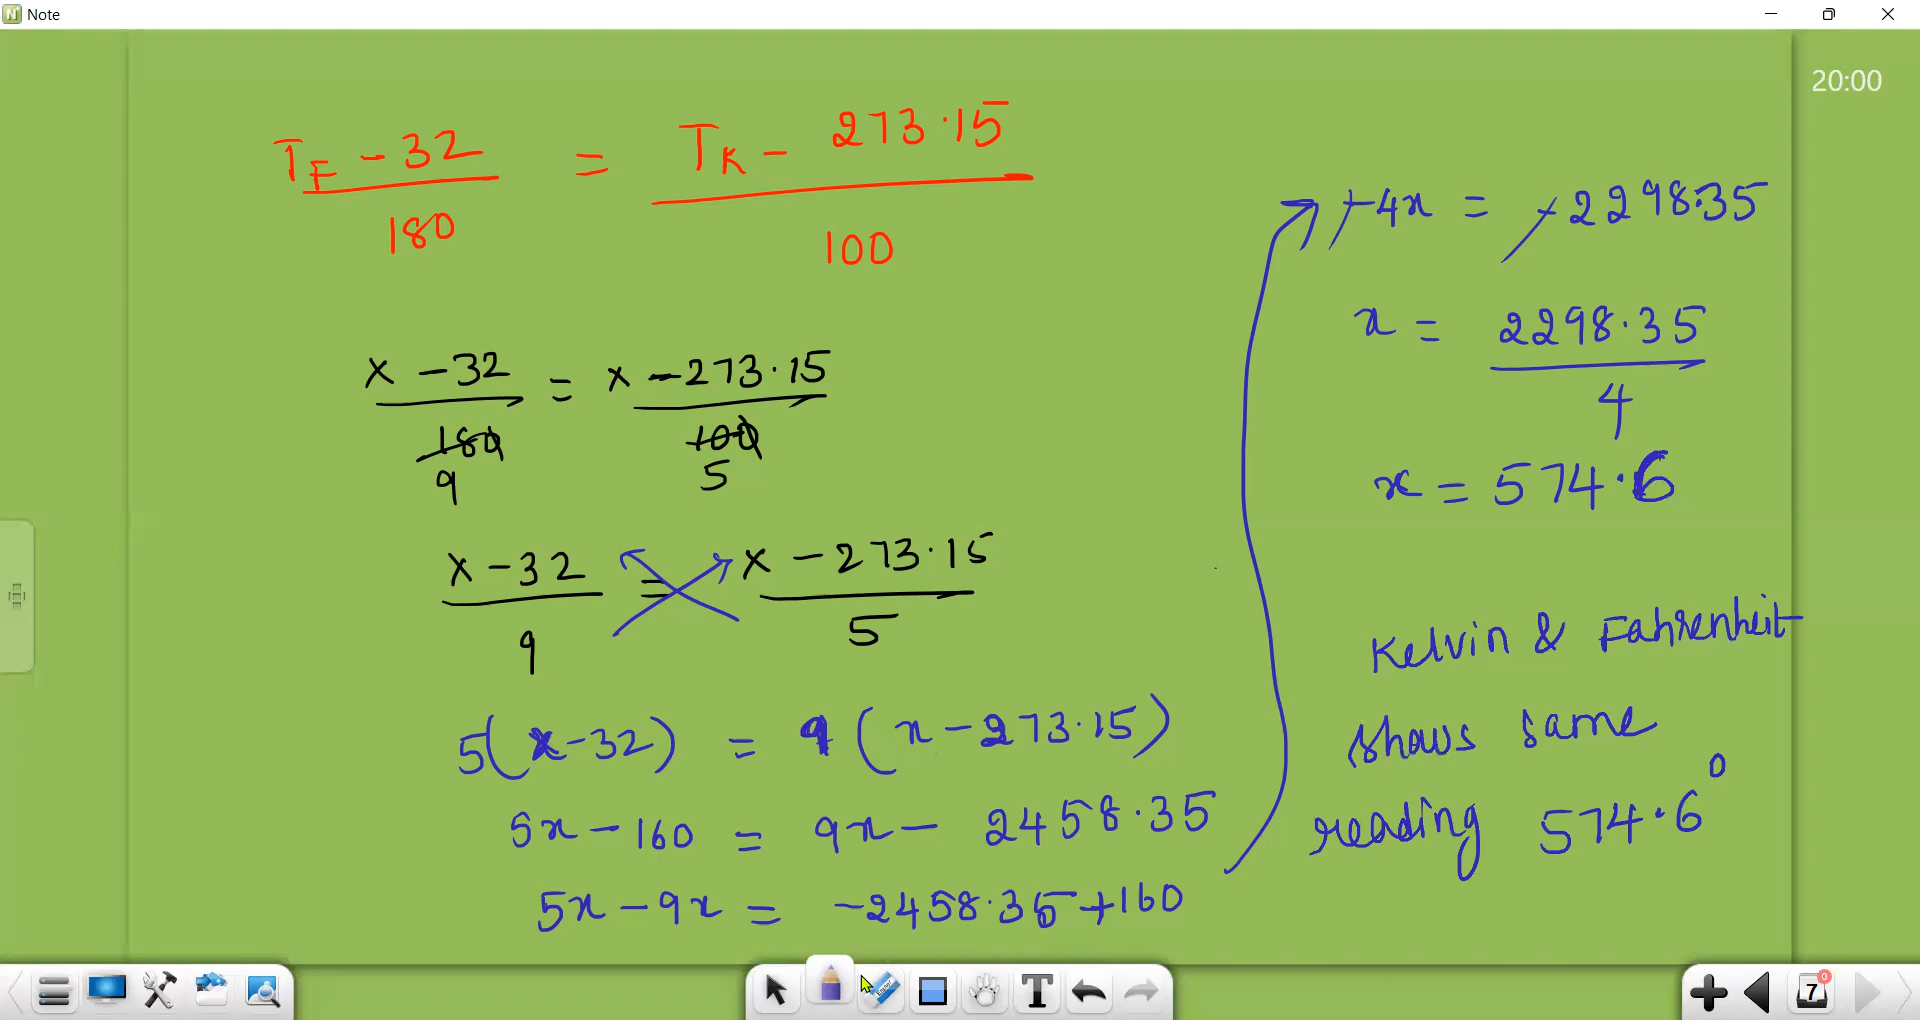 Note
20:00
T_F - 32 / 180 = T_K - 273.15 / 100
x - 32 / 180 = x - 273.15 / 100
9 5
x - 32 / 9 = x - 273.15 / 5
5(x - 32) = 9(x - 273.15)
5x - 160 = 9x - 2458.35
5x - 9x = -2458.35 + 160
-4x = -2298.35
x = 2298.35 / 4
x = 574.6
Kelvin & Fahrenheit
shows same
reading 574.6°
T
7
0